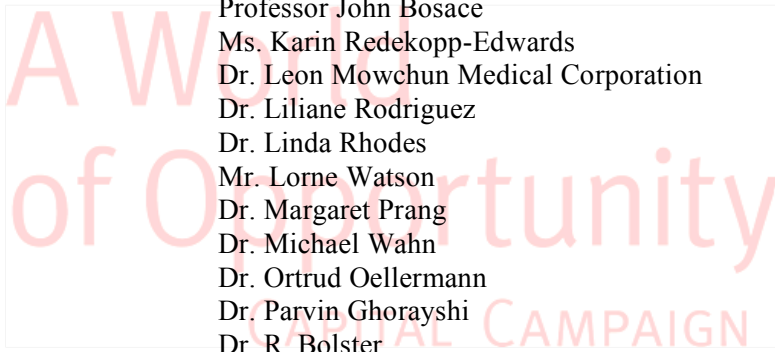 Professor John Bosace
Ms. Karin Redekopp-Edwards
Dr. Leon Mowchun Medical Corporation
Dr. Liliane Rodriguez
Dr. Linda Rhodes
Mr. Lorne Watson
Dr. Margaret Prang
Dr. Michael Wahn
Dr. Ortrud Oellermann
Dr. Parvin Ghorayshi
Dr. R. Bolster
A World
of Opportunity
CAPITAL CAMPAIGN